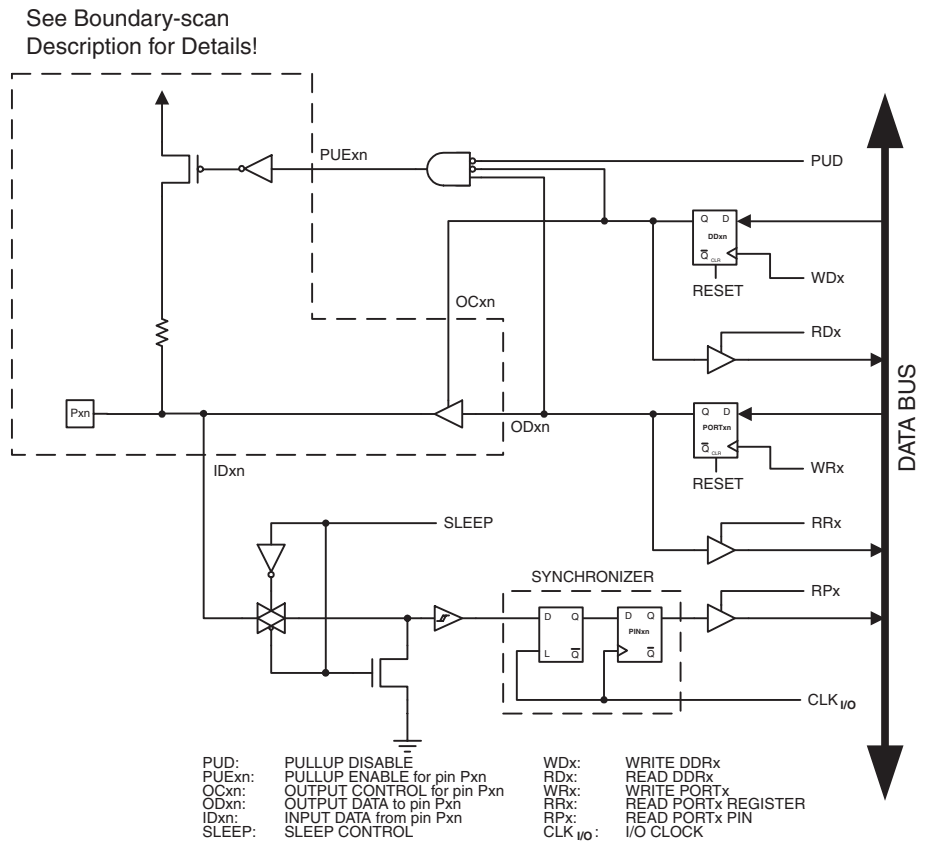 See Boundary-scan
Description for Details!
PUExn
PUD
Q D
DDxn
Q CLR
WDx
RESET
OCxn
RDx
Pxn
ODxn
Q D
PORTxn
Q CLR
WRx
RESET
IDxn
DATA BUS
SLEEP
RRx
SYNCHRONIZER
RPx
D Q
L Q
D Q
PINxn
Q
CLK I/O
PUD: PULLUP DISABLE
PUExn: PULLUP ENABLE for pin Pxn
OCxn: OUTPUT CONTROL for pin Pxn
ODxn: OUTPUT DATA to pin Pxn
IDxn: INPUT DATA from pin Pxn
SLEEP: SLEEP CONTROL
WDx: WRITE DDRx
RDx: READ DDRx
WRx: WRITE PORTx
RRx: READ PORTx REGISTER
RPx: READ PORTx PIN
CLK I/O: I/O CLOCK